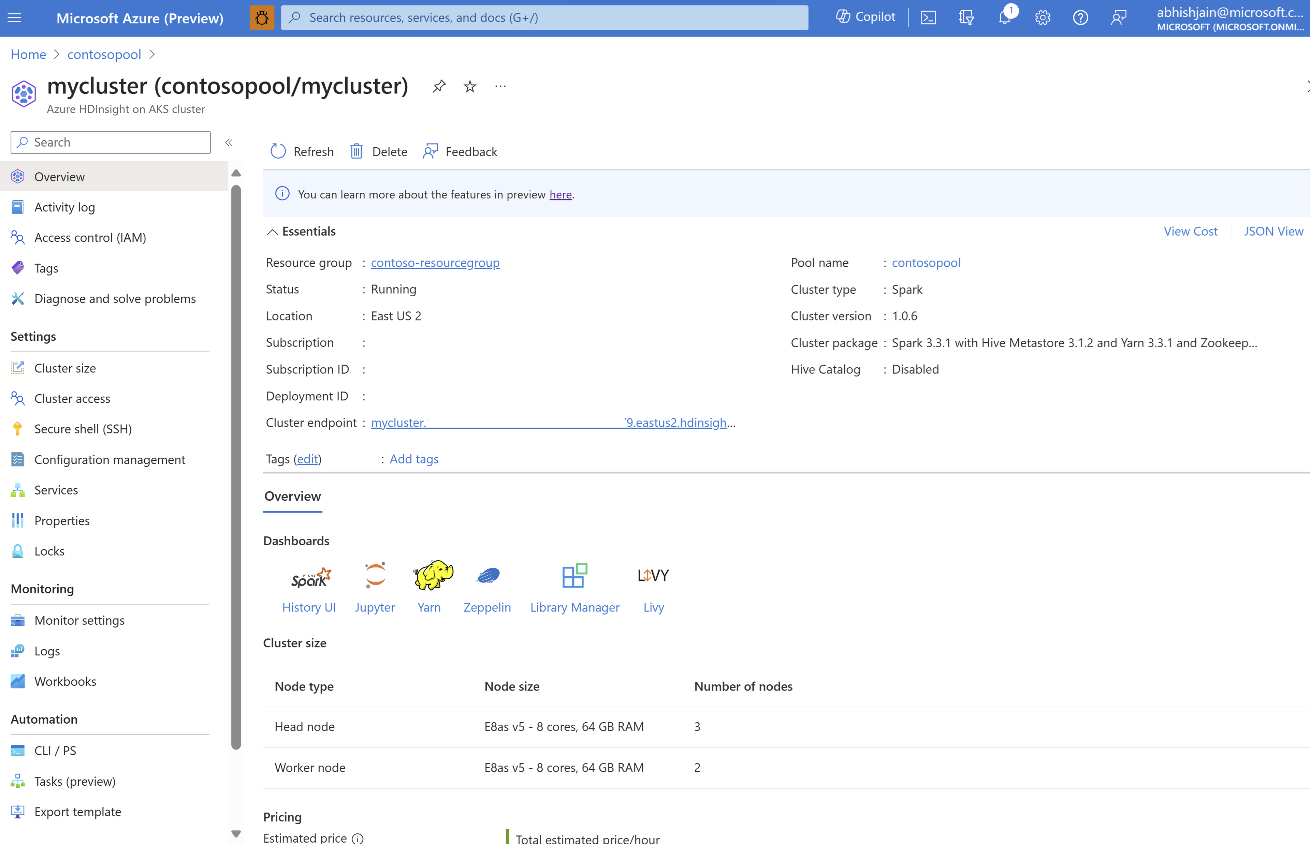 Microsoft Azure (Preview)
Search resources, services, and docs (G+/)
Copilot
1
abhishjain@microsoft.c...
MICROSOFT (MICROSOFT.ONMI...
Home > contosopool >
mycluster (contosopool/mycluster)
Azure HDInsight on AKS cluster
Search
Overview
Activity log
Access control (IAM)
Tags
Diagnose and solve problems
Settings
Cluster size
Cluster access
Secure shell (SSH)
Configuration management
Services
Properties
Locks
Monitoring
Monitor settings
Logs
Workbooks
Automation
CLI / PS
Tasks (preview)
Export template
Refresh Delete Feedback
You can learn more about the features in preview here.
Essentials
View Cost JSON View
Resource group : contoso-resourcegroup
Status : Running
Location : East US 2
Subscription :
Subscription ID :
Deployment ID :
Cluster endpoint : mycluster. 9.eastus2.hdinsigh...
Pool name : contosopool
Cluster type : Spark
Cluster version : 1.0.6
Cluster package : Spark 3.3.1 with Hive Metastore 3.1.2 and Yarn 3.3.1 and Zookeep...
Hive Catalog : Disabled
Tags (edit) : Add tags
Overview
Dashboards
Spark
LIVY
History UI Jupyter Yarn Zeppelin Library Manager Livy
Cluster size
Node type Node size Number of nodes
Head node E8as v5 - 8 cores, 64 GB RAM 3
Worker node E8as v5 - 8 cores, 64 GB RAM 2
Pricing
Estimated price Total estimated price/hour